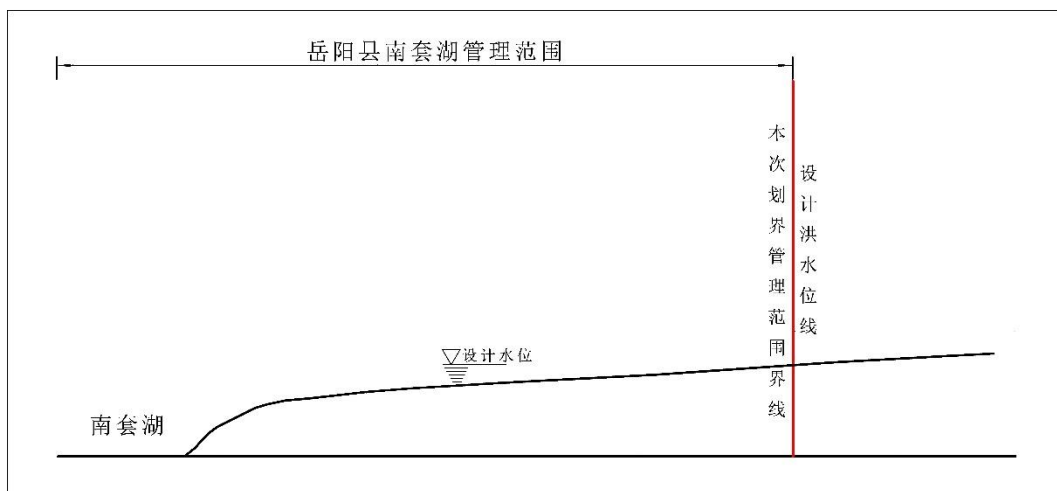 岳阳县南套湖管理范围
本次划界管理范围界线
设计洪水位线
设计水位
南套湖